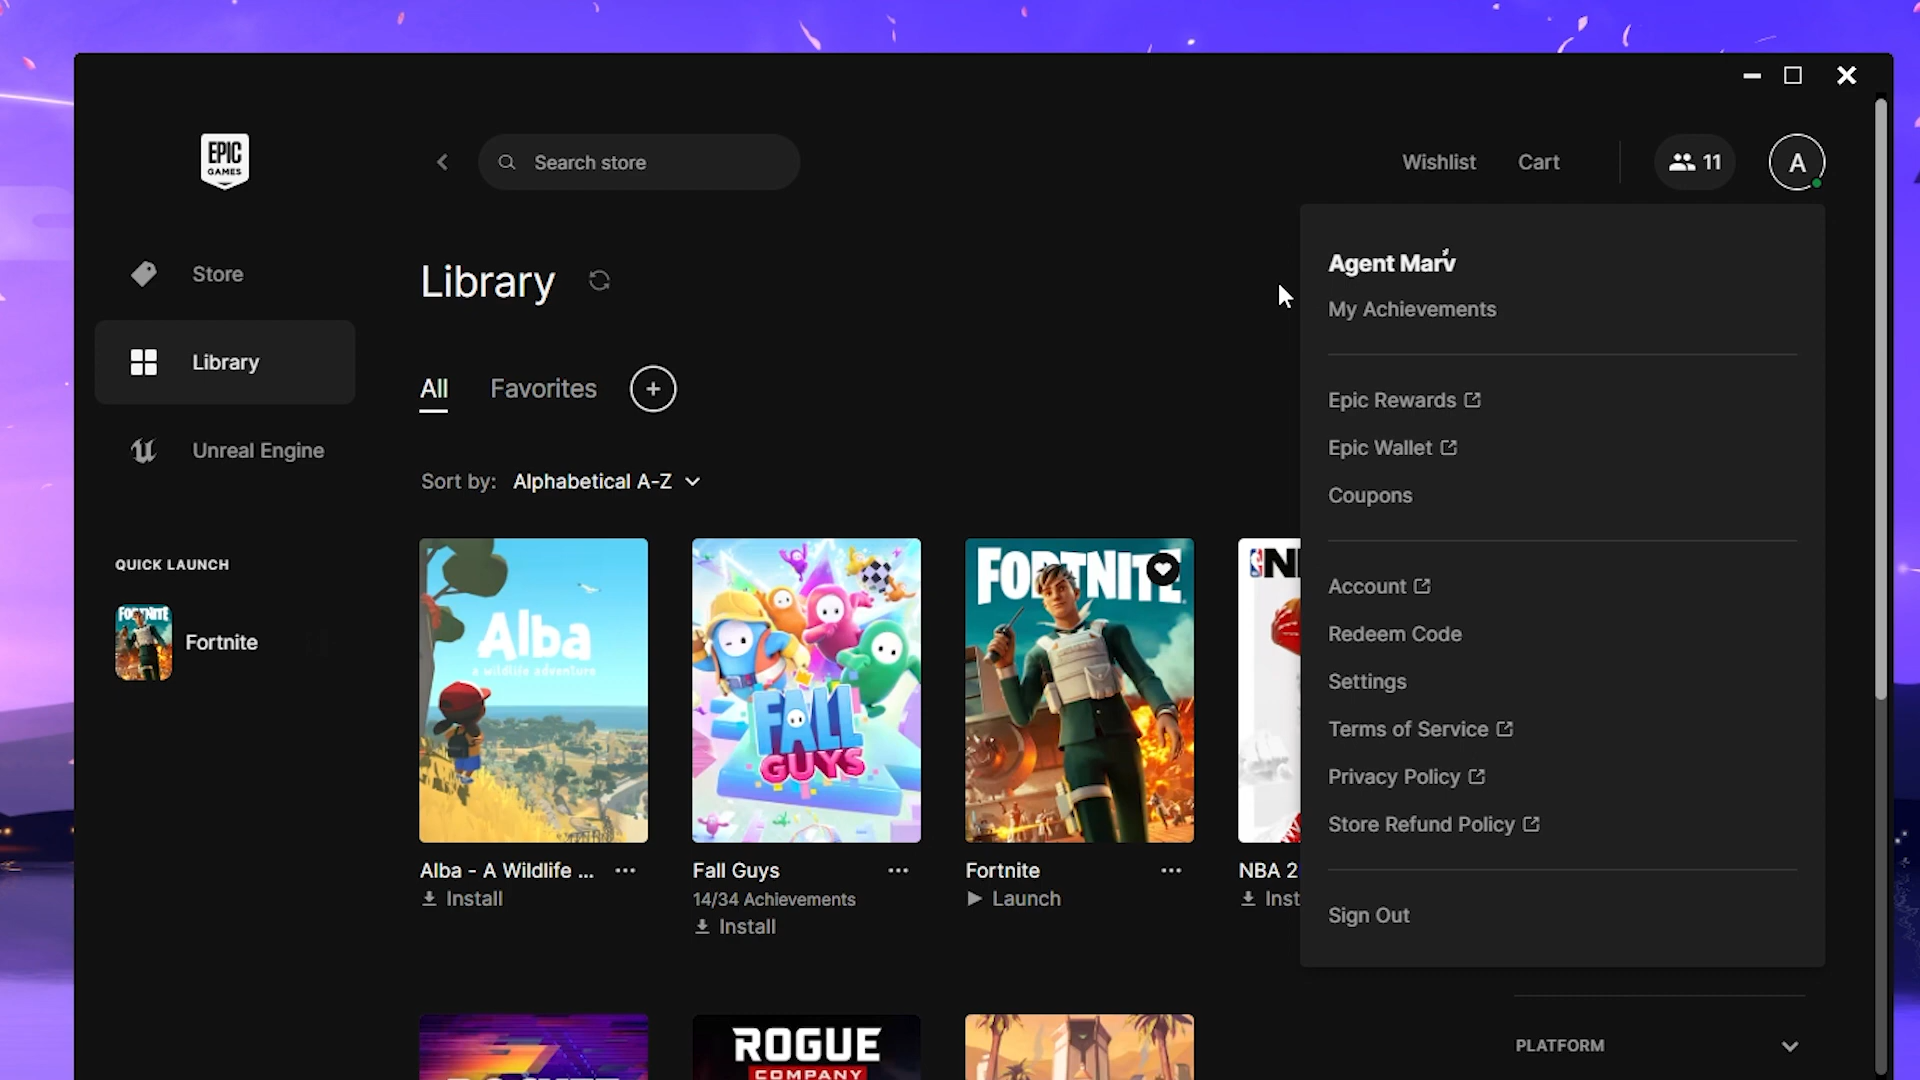 EPIC
GAMES
Search store
Wishlist
Cart
11
A
Store
Library
Unreal Engine
QUICK LAUNCH
FORTNITE
Fortnite
Library
All
Favorites
+
Sort by: Alphabetical A-Z
Alba
a wildlife adventure
FALL
GUYS
FORTNITE
Alba - A Wildlife ...
Install
Fall Guys
14/34 Achievements
Install
Fortnite
Launch
NBA 2
Inst
ROGUE
COMPANY
Agent Marv
My Achievements
Epic Rewards
Epic Wallet
Coupons
Account
Redeem Code
Settings
Terms of Service
Privacy Policy
Store Refund Policy
Sign Out
PLATFORM